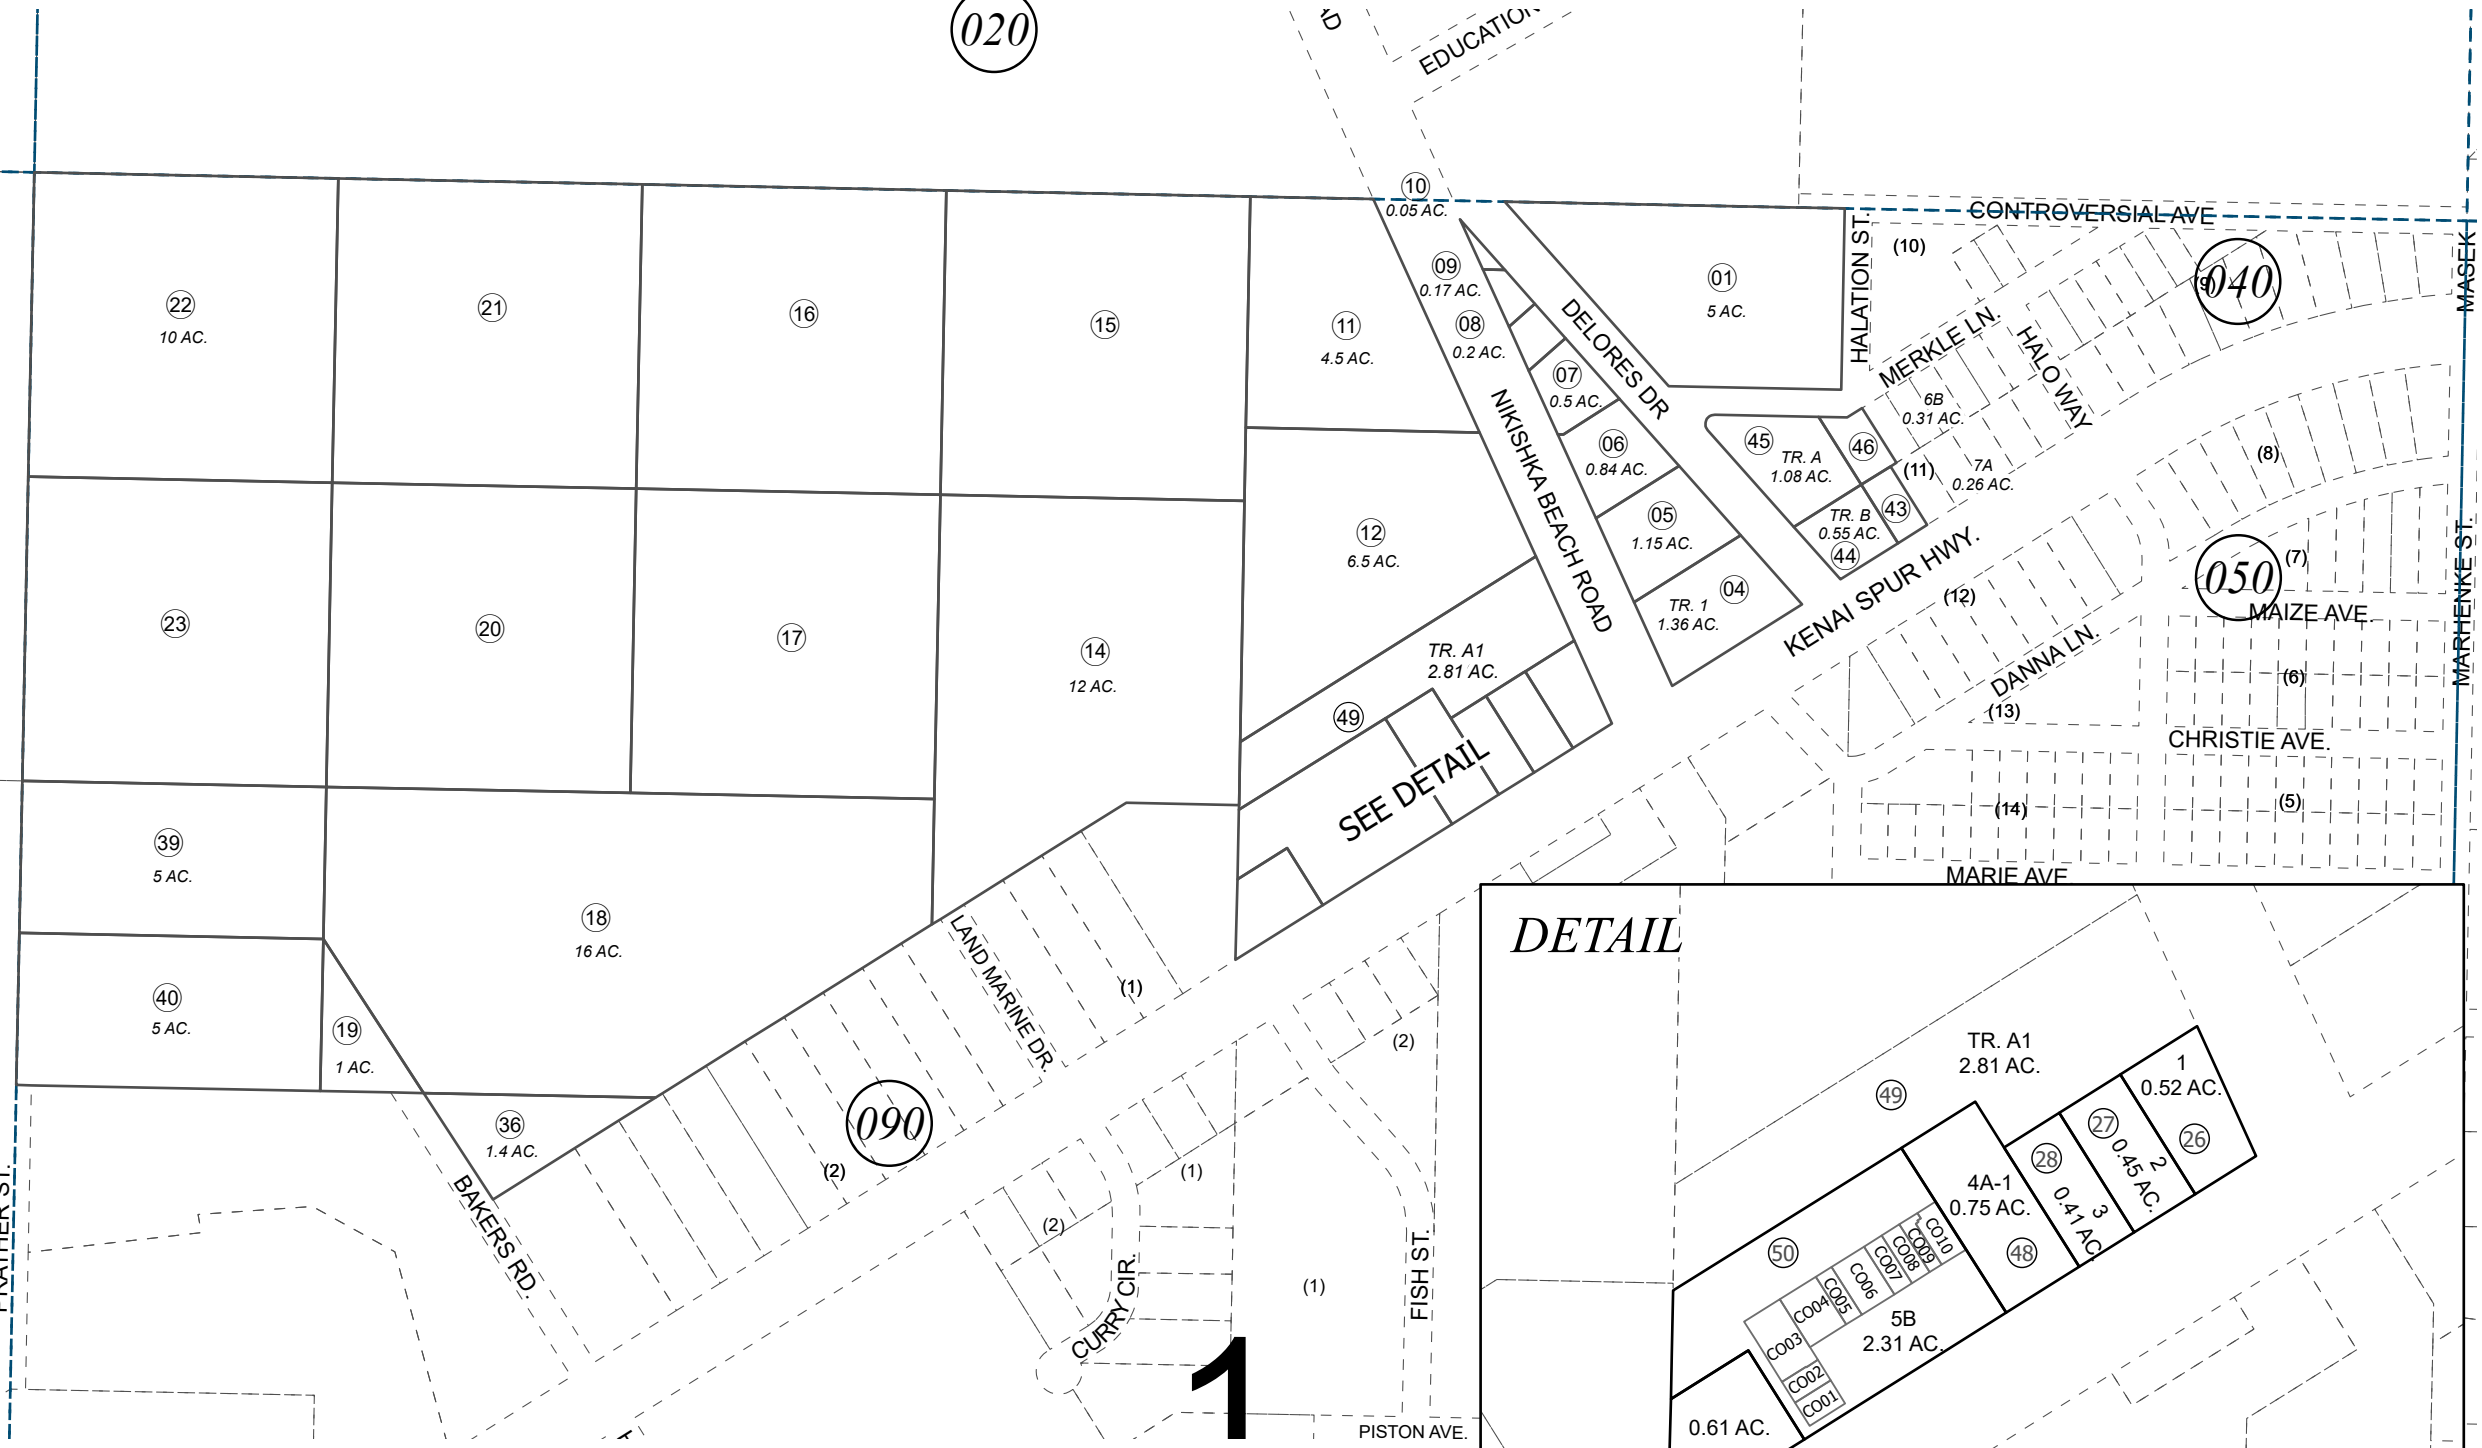 020
EDUCATION
10
0.05 AC.
CONTROVERSIAL AVE
HALATION ST.
(10)
MASEK
09
0.17 AC.
01
5 AC.
040
(9)
22
10 AC.
21
16
15
11
4.5 AC.
08
0.2 AC.
DELORES DR
MERKLE LN.
HALO WAY
07
0.5 AC.
6B
0.31 AC.
NIKISHKA BEACH ROAD
06
0.84 AC.
45
TR. A
1.08 AC.
46
(11)
7A
0.26 AC.
(8)
05
1.15 AC.
TR. B
0.55 AC.
44
43
12
6.5 AC.
KENAI SPUR HWY.
050
(7)
MARHENKE ST.
MAIZE AVE.
23
20
17
14
12 AC.
TR. 1
1.36 AC.
04
(12)
DANNA LN.
(6)
TR. A1
2.81 AC.
49
(13)
CHRISTIE AVE.
SEE DETAIL
(14)
(5)
MARIE AVE
39
5 AC.
18
16 AC.
40
5 AC.
19
1 AC.
LAND MARINE DR.
(1)
(2)
36
1.4 AC.
090
(2)
(1)
(2)
BAKERS RD.
PRATHER ST.
CURRY CIR.
(1)
FISH ST.
1
PISTON AVE.
DETAIL
TR. A1
2.81 AC.
49
1
0.52 AC.
26
27
2
0.45 AC.
28
3
0.41 AC.
4A-1
0.75 AC.
48
50
CO10
CO09
CO08
CO07
CO06
CO05
CO04
CO03
CO02
CO01
5B
2.31 AC.
0.61 AC.